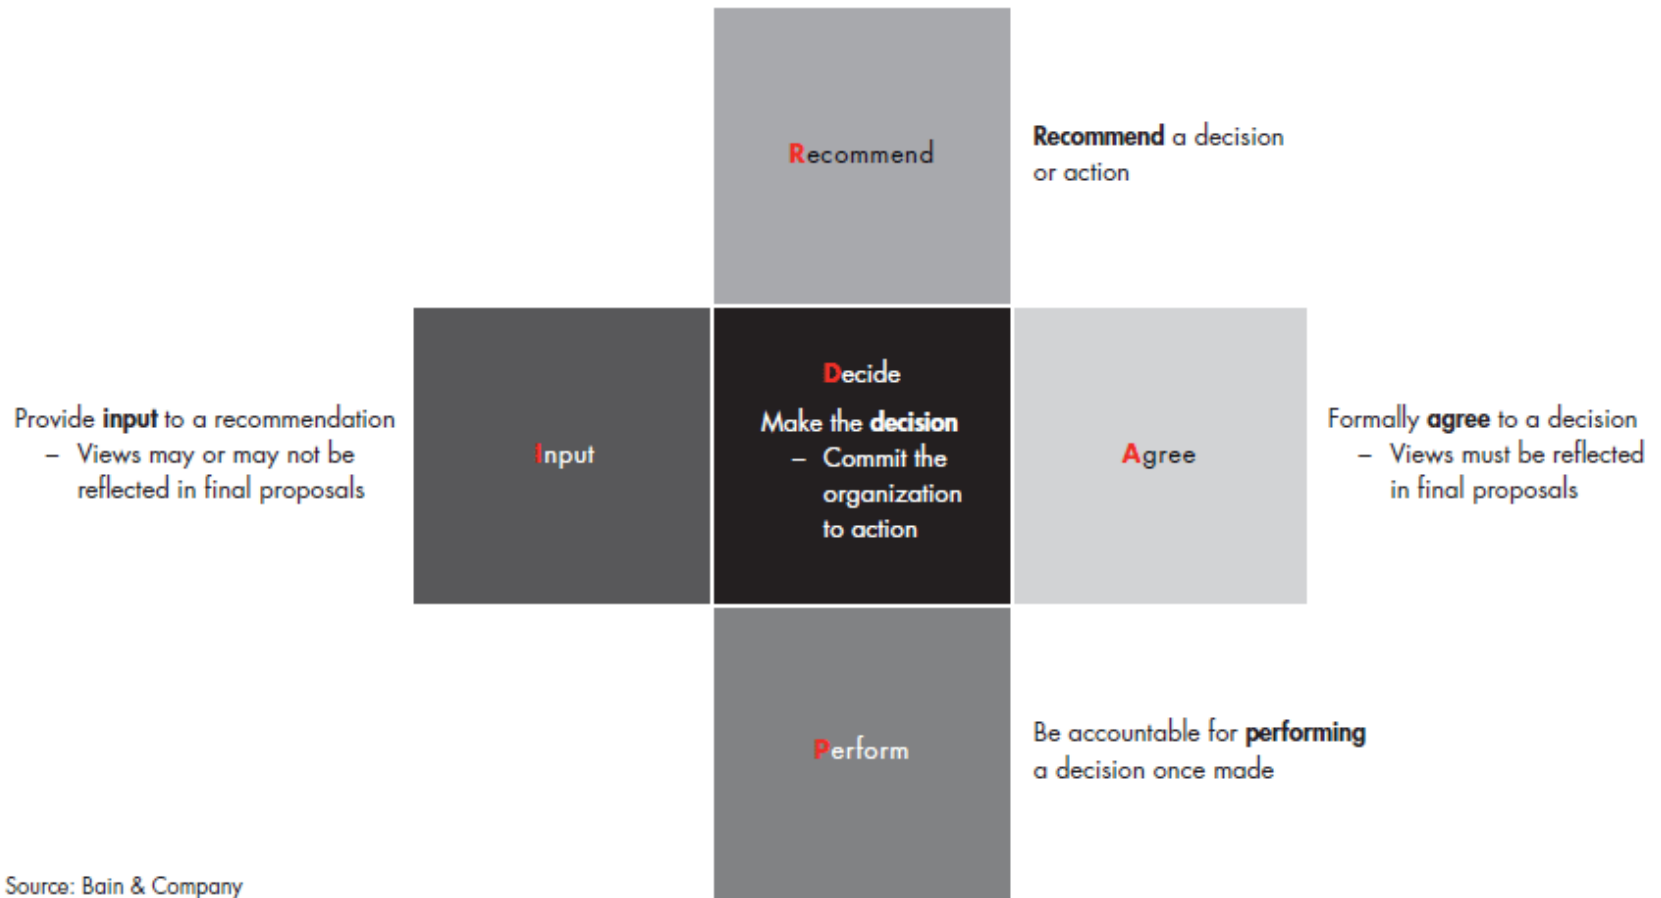 Recommend
Recommend a decision
or action
Provide input to a recommendation
– Views may or may not be
reflected in final proposals
Input
Decide
Make the decision
– Commit the
organization
to action
Agree
Formally agree to a decision
– Views must be reflected
in final proposals
Perform
Be accountable for performing
a decision once made
Source: Bain & Company